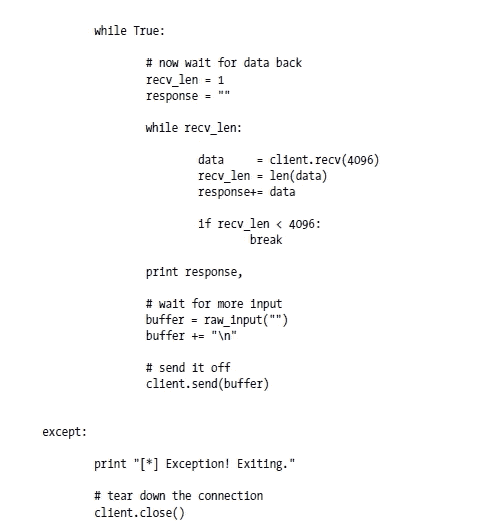 while True:
# now wait for data back
recv_len = 1
response = ""
while recv_len:
data     = client.recv(4096)
recv_len = len(data)
response+= data
if recv_len < 4096:
break
print response,
# wait for more input
buffer = raw_input("")
buffer += "\n"
# send it off
client.send(buffer)
except:
print "[*] Exception! Exiting."
# tear down the connection
client.close()